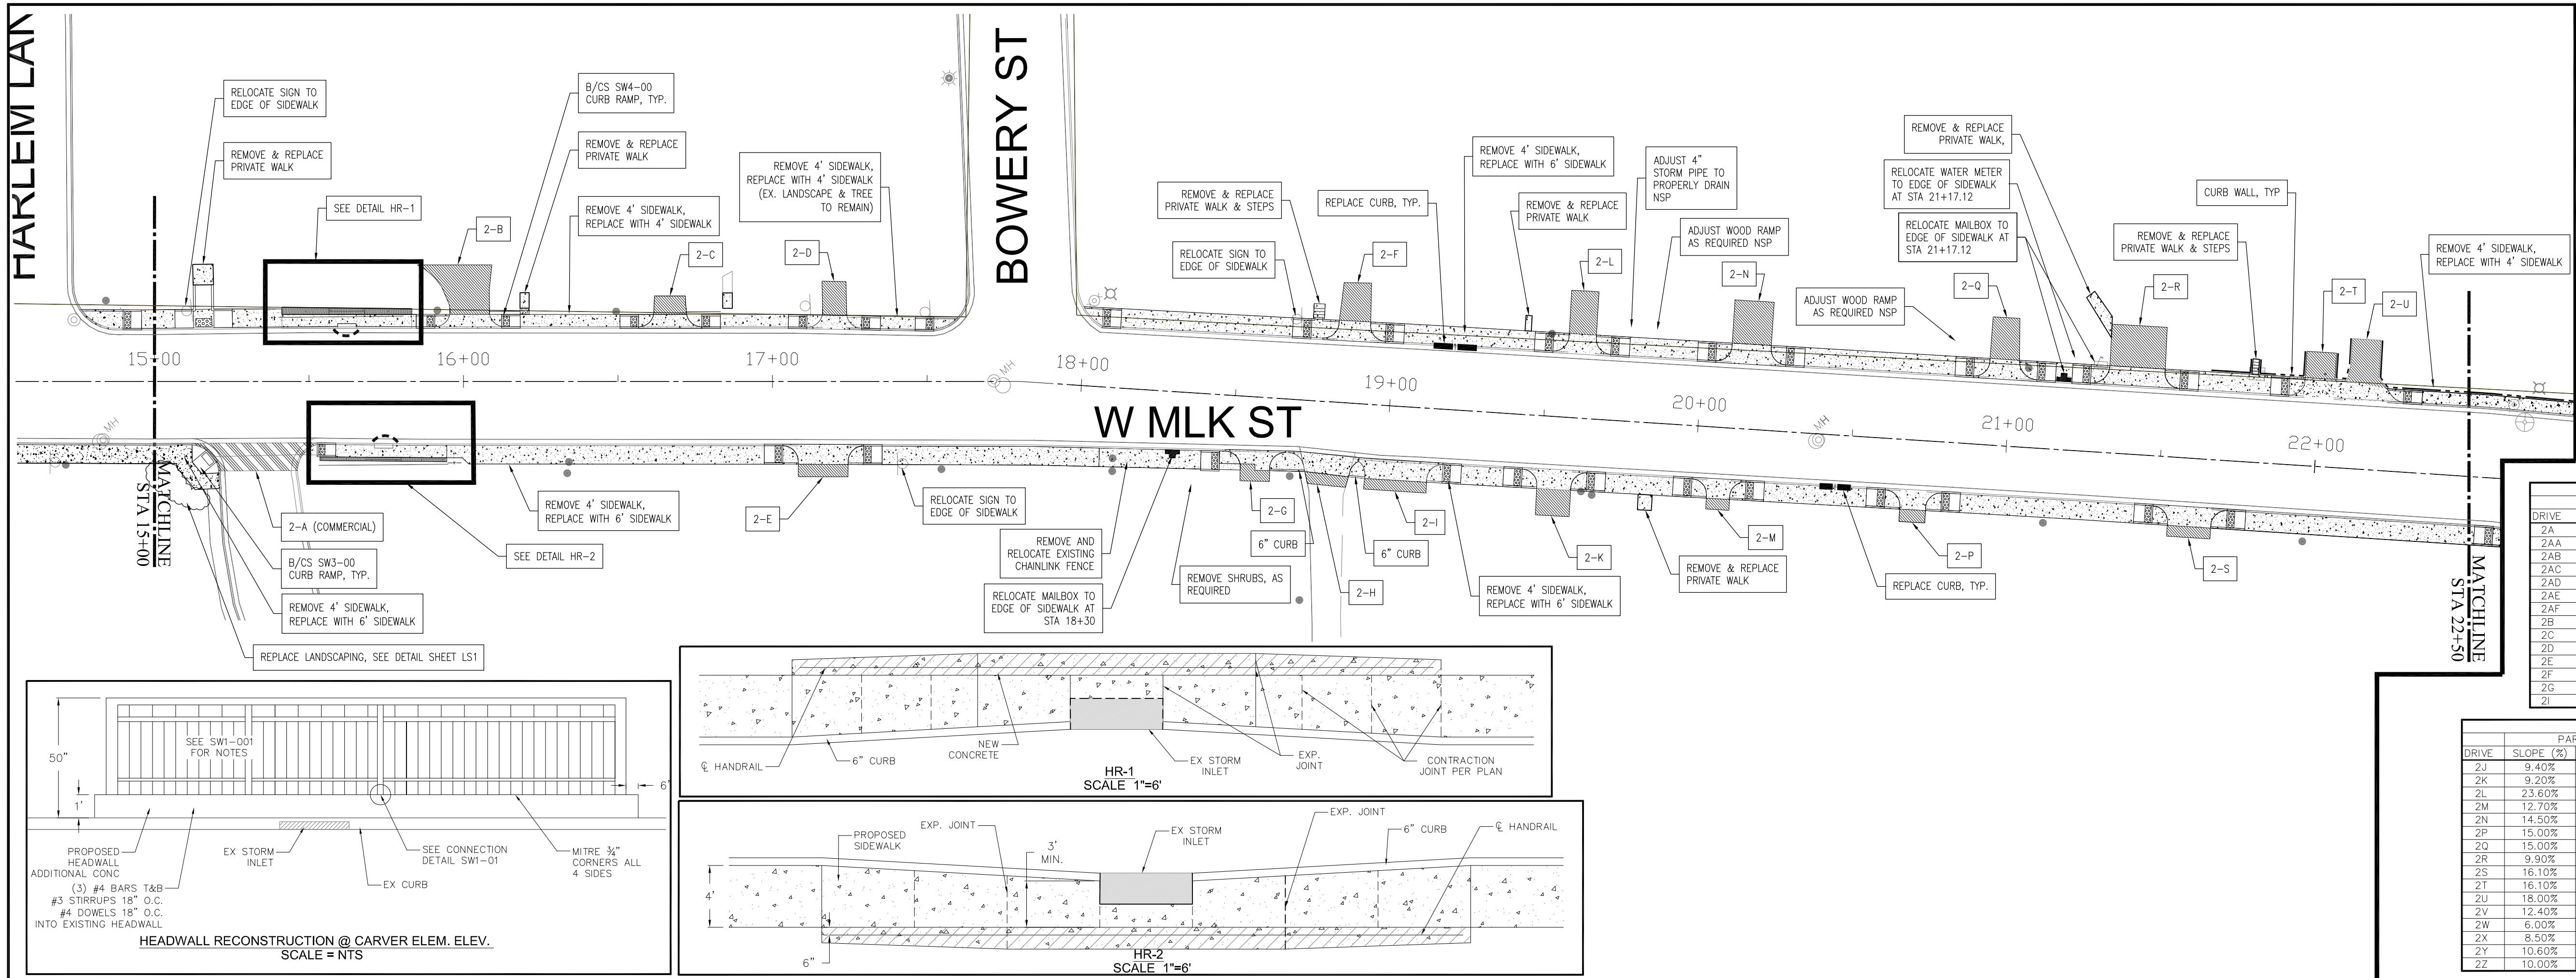 HARLEM LAN
BOWERY ST
RELOCATE SIGN TO
EDGE OF SIDEWALK
REMOVE & REPLACE
PRIVATE WALK
SEE DETAIL HR-1
2-B
B/CS SW4-00
CURB RAMP, TYP.
REMOVE & REPLACE
PRIVATE WALK
REMOVE 4' SIDEWALK,
REPLACE WITH 4' SIDEWALK
2-C
REMOVE 4' SIDEWALK,
REPLACE WITH 4' SIDEWALK
(EX. LANDSCAPE & TREE
TO REMAIN)
2-D
REMOVE & REPLACE
PRIVATE WALK & STEPS
RELOCATE SIGN TO
EDGE OF SIDEWALK
REPLACE CURB, TYP.
2-F
REMOVE 4' SIDEWALK,
REPLACE WITH 6' SIDEWALK
REMOVE & REPLACE
PRIVATE WALK
2-L
ADJUST 4"
STORM PIPE TO
PROPERLY DRAIN
NSP
ADJUST WOOD RAMP
AS REQUIRED NSP
2-N
ADJUST WOOD RAMP
AS REQUIRED NSP
REMOVE & REPLACE
PRIVATE WALK,
RELOCATE WATER METER
TO EDGE OF SIDEWALK
AT STA 21+17.12
RELOCATE MAILBOX TO
EDGE OF SIDEWALK AT
STA 21+17.12
2-Q
REMOVE & REPLACE
PRIVATE WALK & STEPS
2-R
CURB WALL, TYP
2-T
2-U
REMOVE 4' SIDEWALK,
REPLACE WITH 4' SIDEWALK
15+00
16+00
17+00
18+00
19+00
20+00
21+00
22+00
MH
MH
MH
W MLK ST
MATCHLINE
STA 15+00
2-A (COMMERCIAL)
B/CS SW3-00
CURB RAMP, TYP.
REMOVE 4' SIDEWALK,
REPLACE WITH 6' SIDEWALK
REPLACE LANDSCAPING, SEE DETAIL SHEET LS1
SEE DETAIL HR-2
REMOVE 4' SIDEWALK,
REPLACE WITH 6' SIDEWALK
2-E
RELOCATE SIGN TO
EDGE OF SIDEWALK
REMOVE AND
RELOCATE EXISTING
CHAINLINK FENCE
RELOCATE MAILBOX TO
EDGE OF SIDEWALK AT
STA 18+30
REMOVE SHRUBS, AS
REQUIRED
2-G
6" CURB
2-H
6" CURB
2-I
REMOVE 4' SIDEWALK,
REPLACE WITH 6' SIDEWALK
2-K
REMOVE & REPLACE
PRIVATE WALK
2-M
REPLACE CURB, TYP.
2-P
2-S
MATCHLINE
STA 22+50
50"
1'
6"
SEE SW1-001
FOR NOTES
PROPOSED
HEADWALL
ADDITIONAL CONC
(3) #4 BARS T&B
#3 STIRRUPS 18" O.C.
#4 DOWELS 18" O.C.
INTO EXISTING HEADWALL
EX STORM
INLET
EX CURB
SEE CONNECTION
DETAIL SW1-01
MITRE ¾"
CORNERS ALL
4 SIDES
HEADWALL RECONSTRUCTION @ CARVER ELEM. ELEV.
SCALE = NTS
℄ HANDRAIL
6" CURB
NEW
CONCRETE
EX STORM
INLET
EXP.
JOINT
CONTRACTION
JOINT PER PLAN
HR-1
SCALE 1"=6'
PROPOSED
SIDEWALK
EXP. JOINT
3'
MIN.
EX STORM
INLET
EXP. JOINT
6" CURB
℄ HANDRAIL
4'
6"
HR-2
SCALE 1"=6'
DRIVE
2A
2AA
2AB
2AC
2AD
2AE
2AF
2B
2C
2D
2E
2F
2G
2I
PAR
DRIVE SLOPE (%)
2J 9.40%
2K 9.20%
2L 23.60%
2M 12.70%
2N 14.50%
2P 15.00%
2Q 15.00%
2R 9.90%
2S 16.10%
2T 16.10%
2U 18.00%
2V 12.40%
2W 6.00%
2X 8.50%
2Y 10.60%
2Z 10.00%